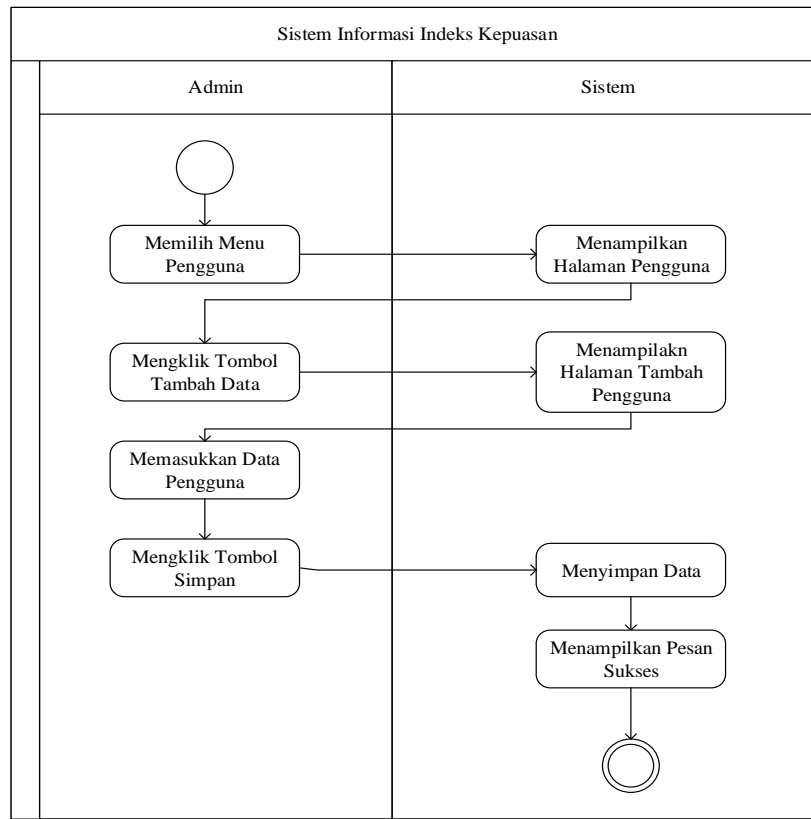 Sistem Informasi Indeks Kepuasan
Admin
Sistem
Memilih Menu
Pengguna
Menampilkan
Halaman Pengguna
Mengklik Tombol
Tambah Data
Menampilakn
Halaman Tambah
Pengguna
Memasukkan Data
Pengguna
Mengklik Tombol
Simpan
Menyimpan Data
Menampilkan Pesan
Sukses